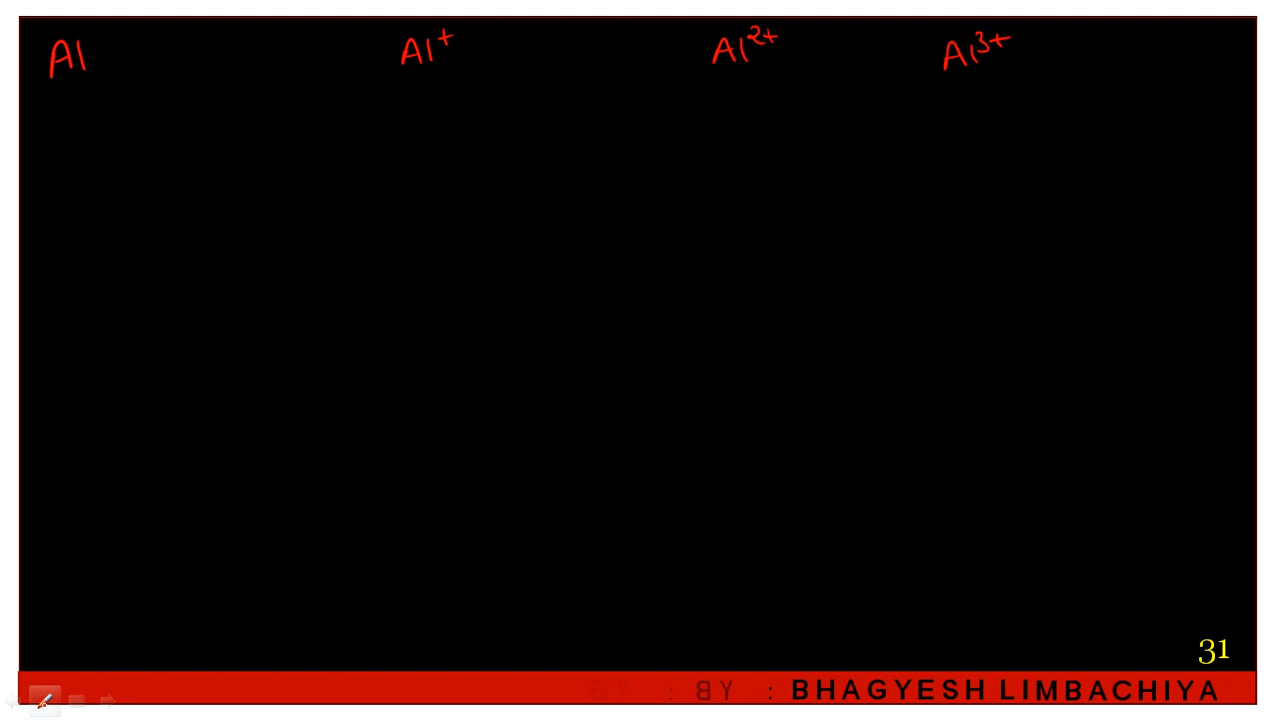 Al Al⁺ Al²⁺ Al³⁺
31
: BY : BHAGYESH LIMBACHIYA